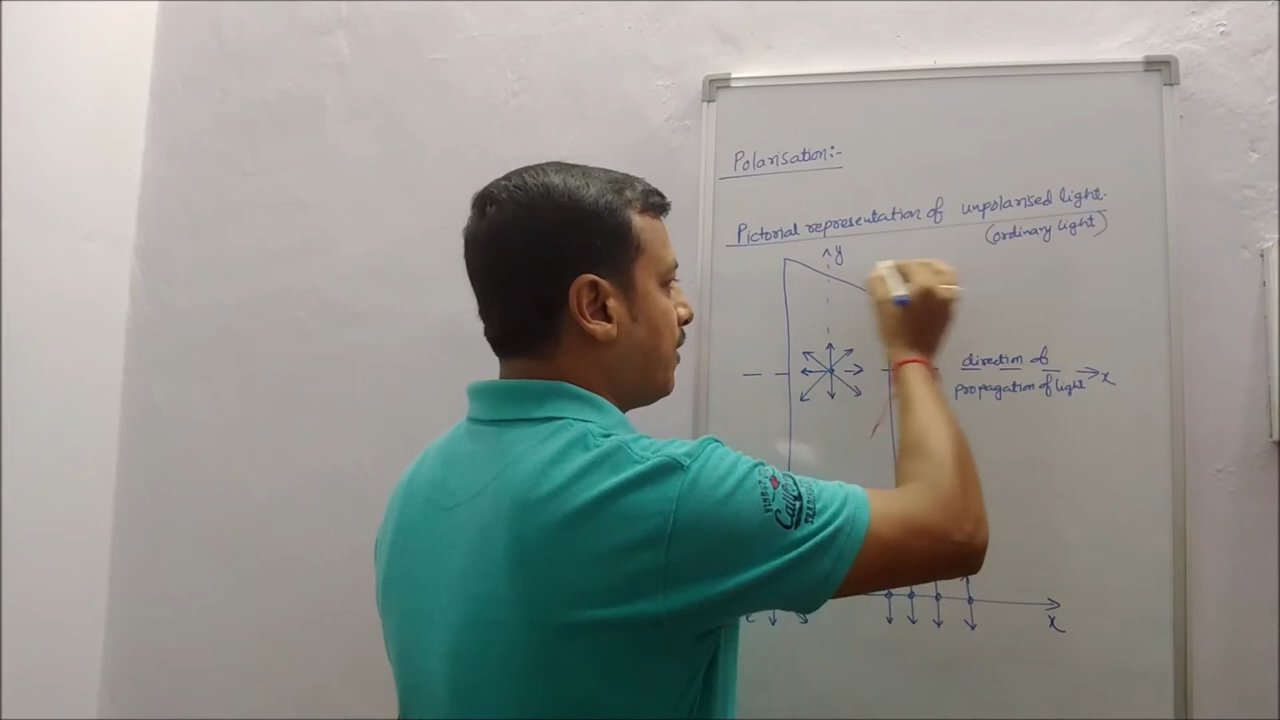 Polarisation:-
Pictorial representation of unpolarised light.
(ordinary light)
y
direction of
propagation of light x
x